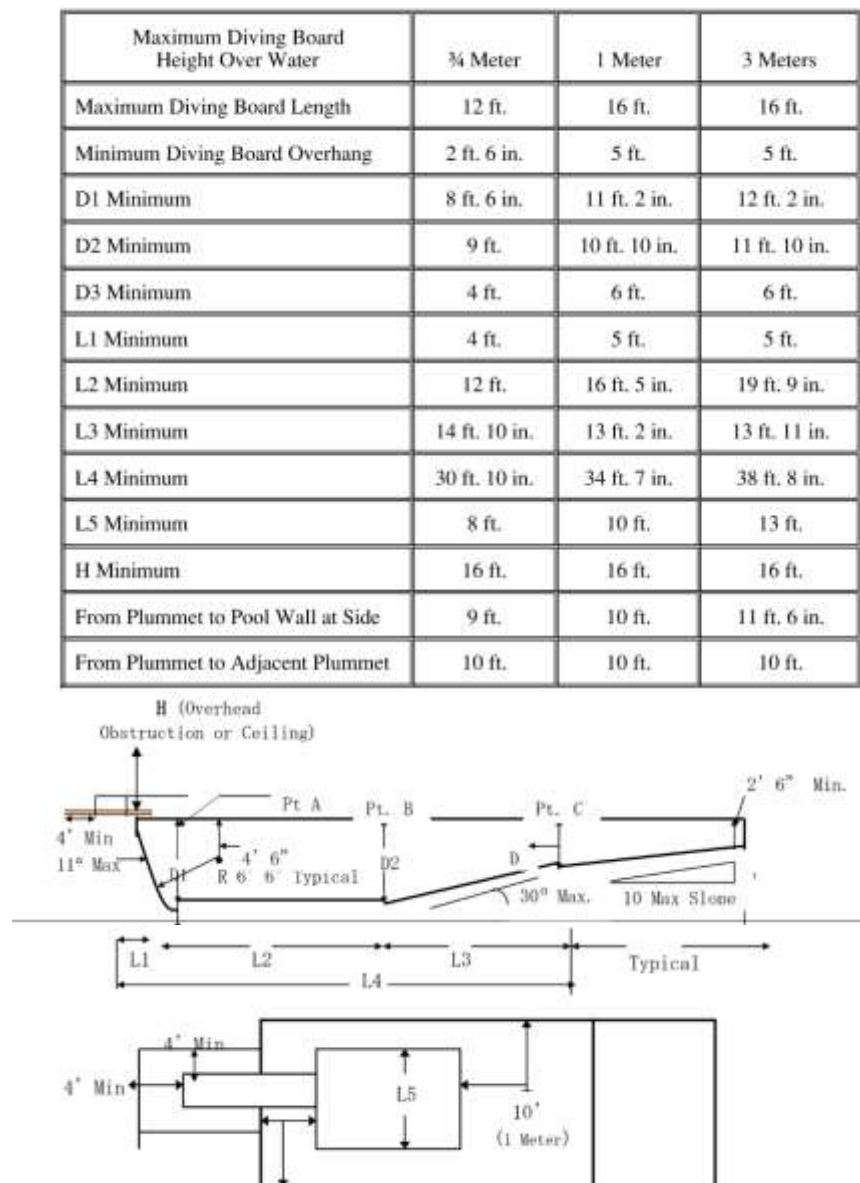 Maximum Diving Board
Height Over Water
¾ Meter
1 Meter
3 Meters
Maximum Diving Board Length
12 ft.
16 ft.
16 ft.
Minimum Diving Board Overhang
2 ft. 6 in.
5 ft.
5 ft.
D1 Minimum
8 ft. 6 in.
11 ft. 2 in.
12 ft. 2 in.
D2 Minimum
9 ft.
10 ft. 10 in.
11 ft. 10 in.
D3 Minimum
4 ft.
6 ft.
6 ft.
L1 Minimum
4 ft.
5 ft.
5 ft.
L2 Minimum
12 ft.
16 ft. 5 in.
19 ft. 9 in.
L3 Minimum
14 ft. 10 in.
13 ft. 2 in.
13 ft. 11 in.
L4 Minimum
30 ft. 10 in.
34 ft. 7 in.
38 ft. 8 in.
L5 Minimum
8 ft.
10 ft.
13 ft.
H Minimum
16 ft.
16 ft.
16 ft.
From Plummet to Pool Wall at Side
9 ft.
10 ft.
11 ft. 6 in.
From Plummet to Adjacent Plummet
10 ft.
10 ft.
10 ft.
H (Overhead
Obstruction or Ceiling)
2' 6" Min.
Pt A
Pt. B
Pt. C
4' Min
11° Max
4' 6"
D1
R 6' 6" Typical
D2
D
30° Max.
10 Max Slope
L1
L2
L3
Typical
L4
4' Min
4' Min
L5
10'
(1 Meter)